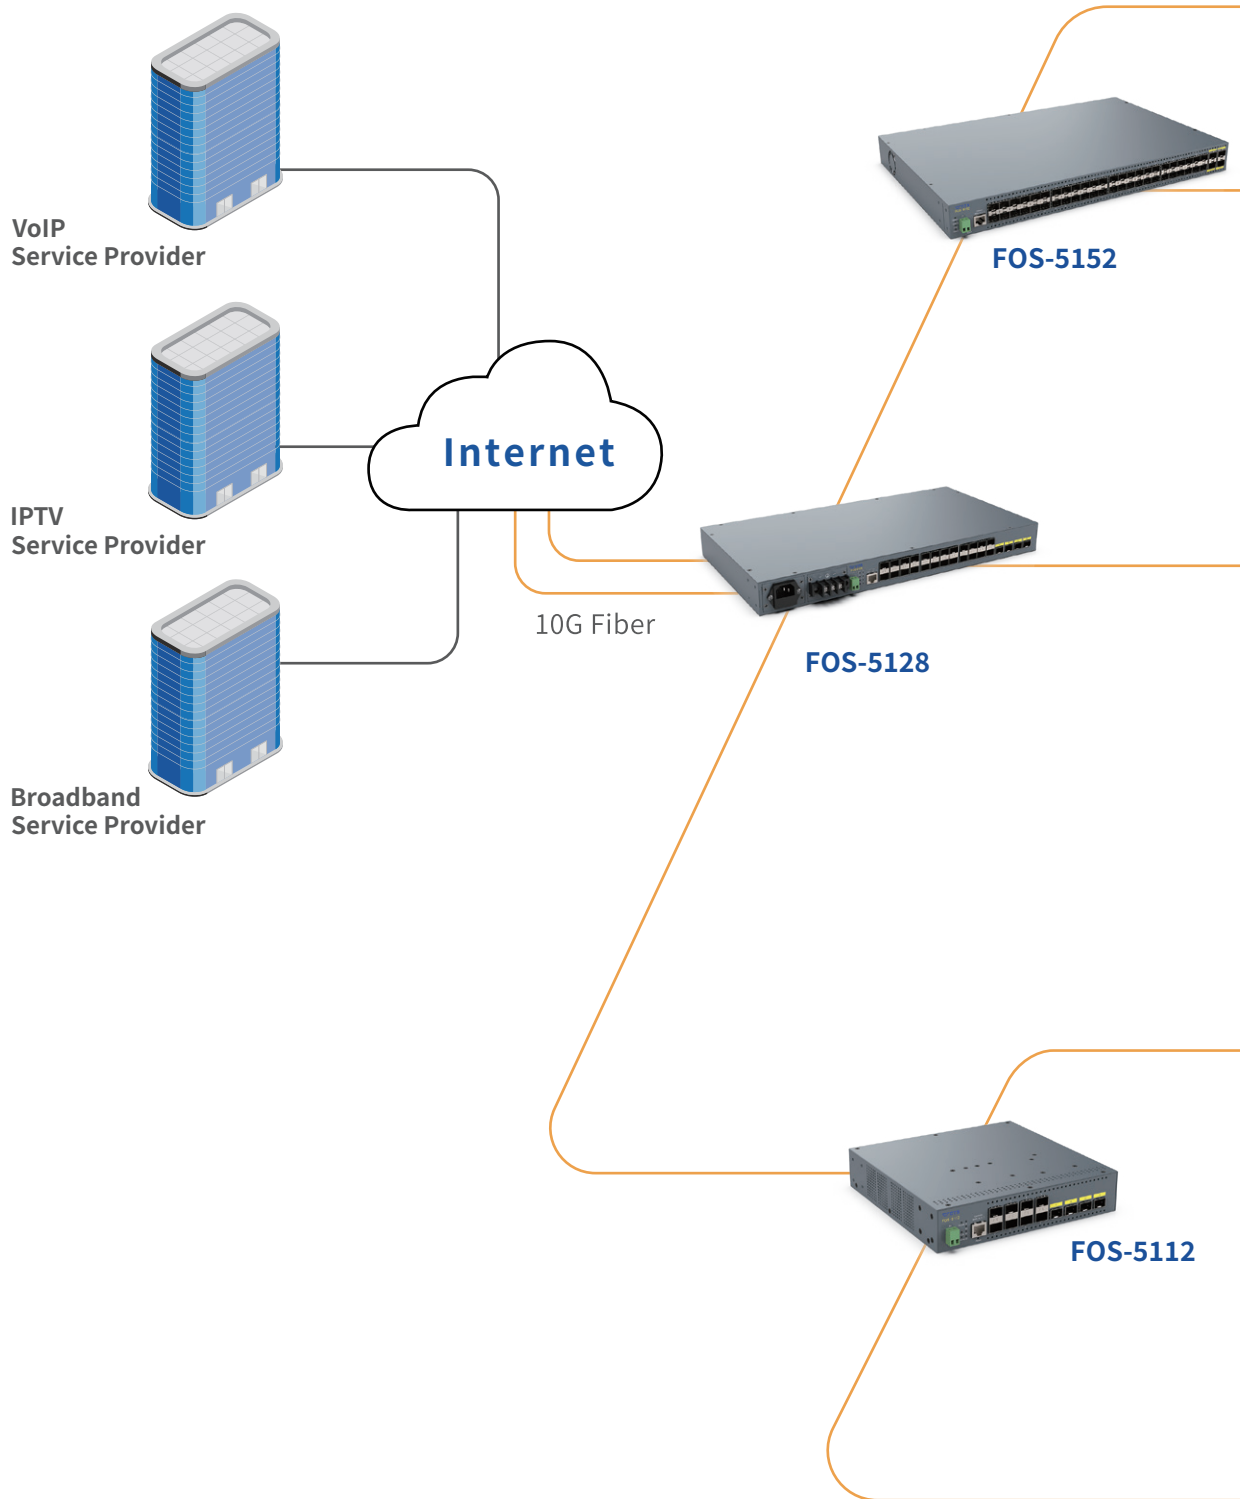 VoIP
Service Provider
FOS-5152
Internet
IPTV
Service Provider
10G Fiber
FOS-5128
Broadband
Service Provider
FOS-5112